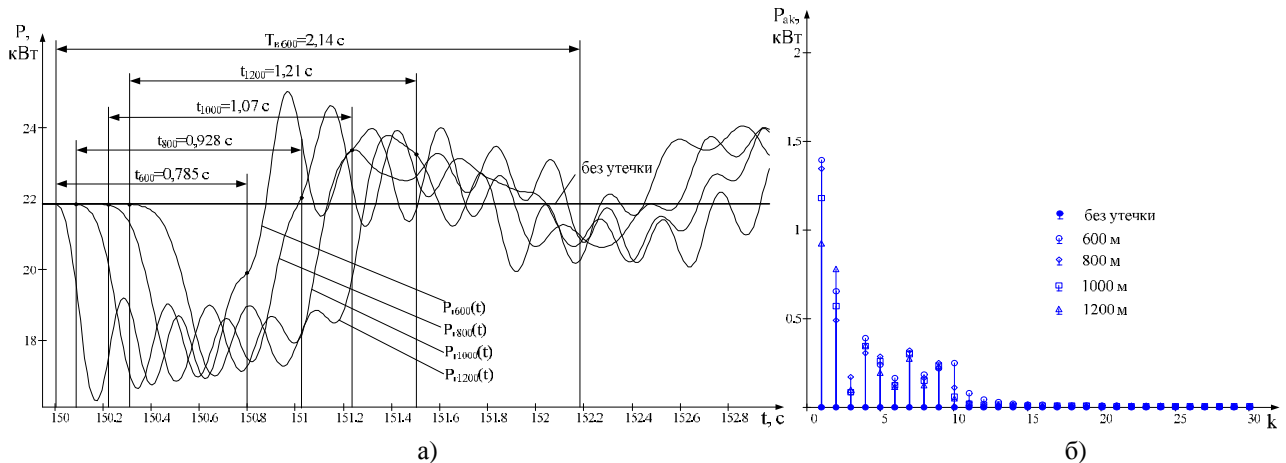 P,
кВт
24
22
20
18
Tв600=2,14 с
t1200=1,21 с
t1000=1,07 с
t800=0,928 с
t600=0,785 с
без утечки
Pг600(t)
Pг800(t)
Pг1000(t)
Pг1200(t)
150 150.2 150.4 150.6 150.8 151 151.2 151.4 151.6 151.8 152 152.2 152.4 152.6 152.8
t, с
а)
Pak,
кВт
2
1.5
1
0.5
без утечки
600 м
800 м
1000 м
1200 м
0 5 10 15 20 25 30
k
б)